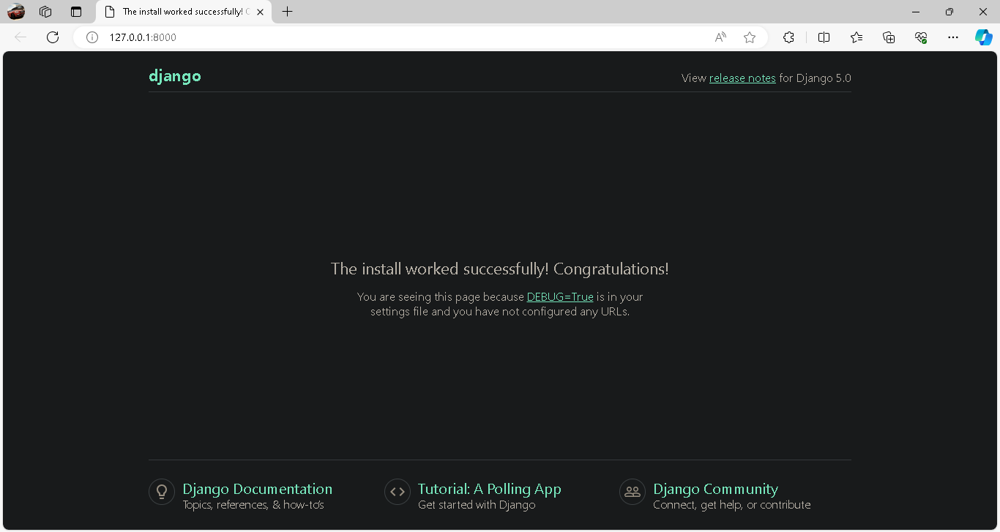 The install worked successfully! C
127.0.0.1:8000
django
View release notes for Django 5.0
The install worked successfully! Congratulations!
You are seeing this page because DEBUG=True is in your
settings file and you have not configured any URLs.
Django Documentation
Topics, references, & how-to's
Tutorial: A Polling App
Get started with Django
Django Community
Connect, get help, or contribute